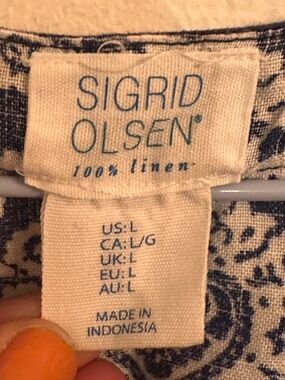 SIGRID
OLSEN®
100% linen
US: L
CA: L/G
UK: L
EU: L
AU: L
MADE IN
INDONESIA